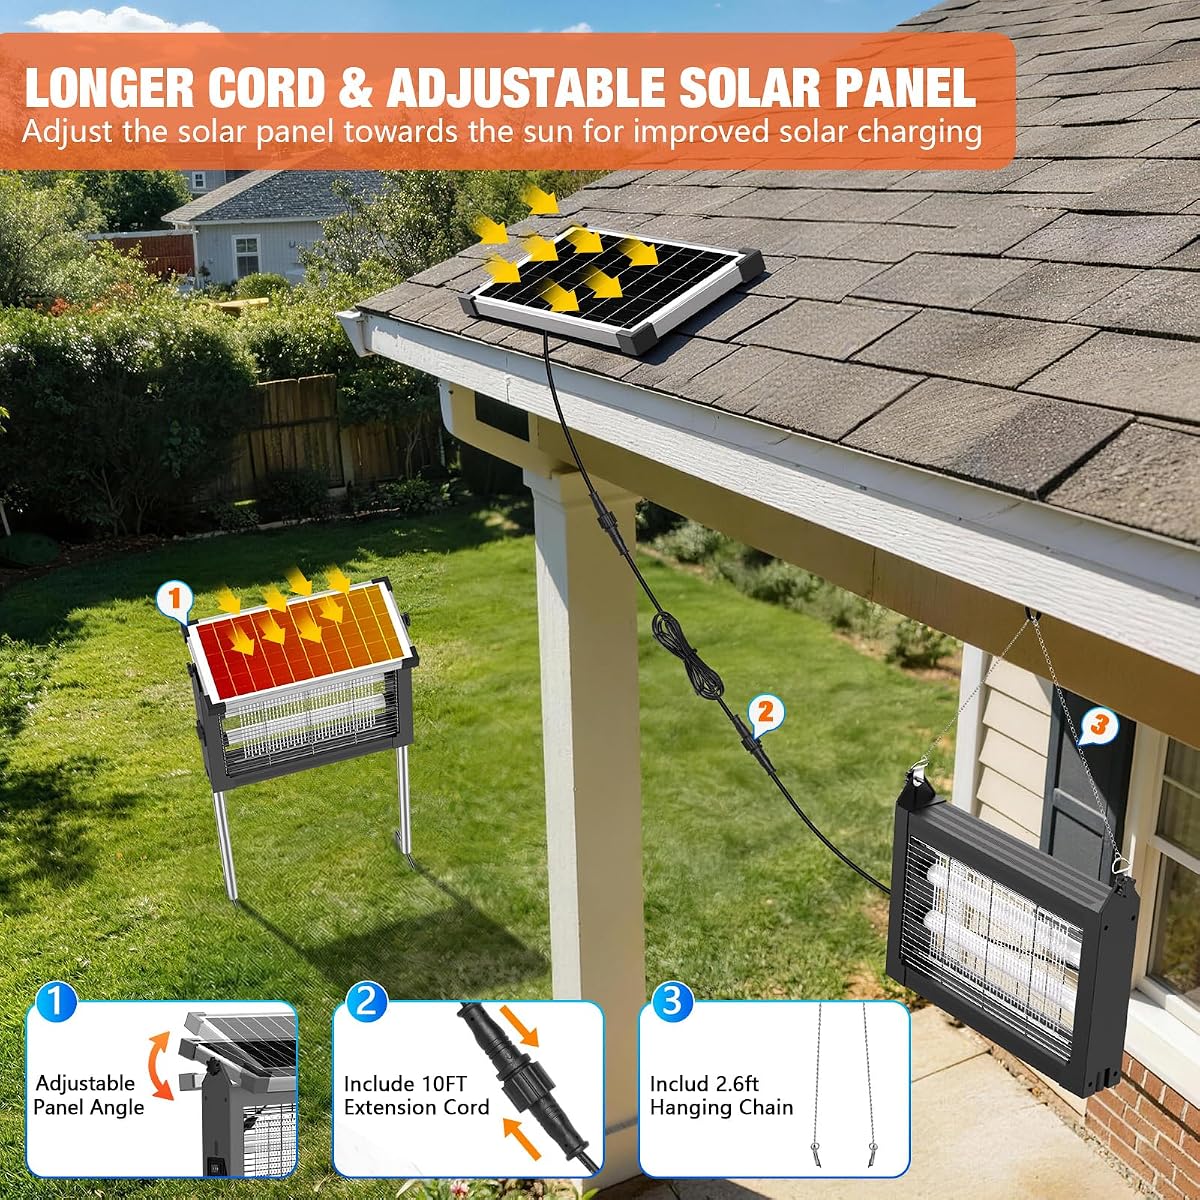 LONGER CORD & ADJUSTABLE SOLAR PANEL
Adjust the solar panel towards the sun for improved solar charging
1
2
3
1
Adjustable
Panel Angle
2
Include 10FT
Extension Cord
3
Includ 2.6ft
Hanging Chain